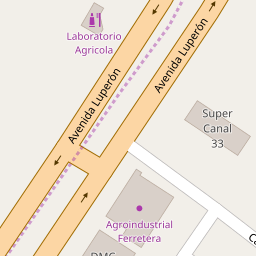 Laboratorio
Agricola
Avenida Luperón
Avenida Luperón
Super
Canal
33
Agroindustrial
Ferretera